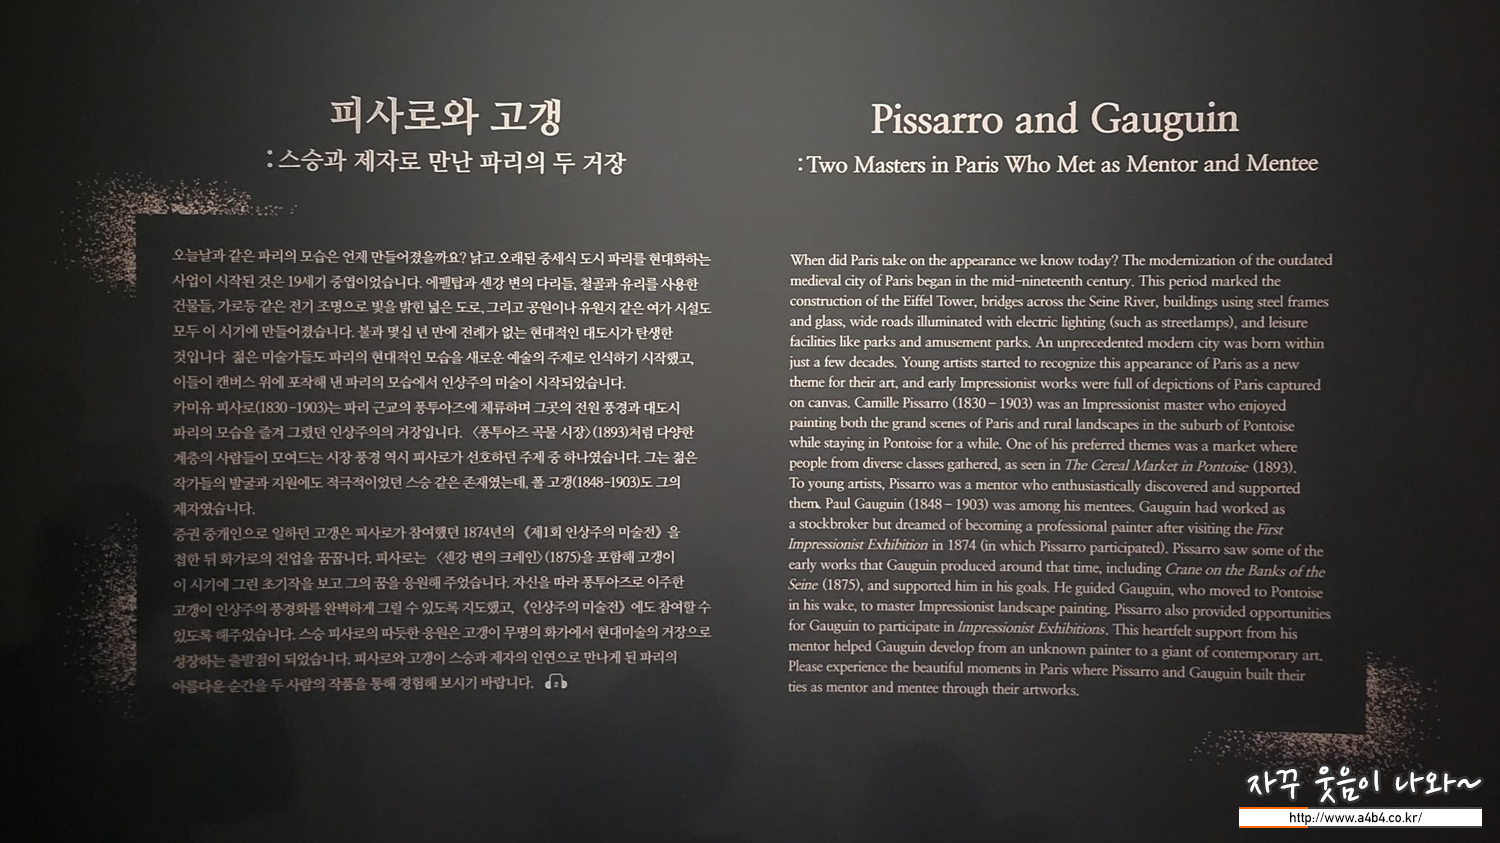 피사로와 고갱
:스승과 제자로 만난 파리의 두 거장
오늘날과 같은 파리의 모습은 언제 만들어졌을까요? 낡고 오래된 중세식 도시 파리를 현대화하는
사업이 시작된 것은 19세기 중엽이었습니다. 에펠탑과 센강 변의 다리들, 철골과 유리를 사용한
건물들, 가로등 같은 전기 조명으로 빛을 밝힌 넓은 도로, 그리고 공원이나 유원지 같은 여가 시설도
모두 이 시기에 만들어졌습니다. 불과 몇십 년 만에 전례가 없는 현대적인 대도시가 탄생한
것입니다 젊은 미술가들도 파리의 현대적인 모습을 새로운 예술의 주제로 인식하기 시작했고,
이들이 캔버스 위에 포작해 낸 파리의 모습에서 인상주의 미술이 시작되었습니다.
카미유 피사로(1830–1903)는 파리 근교의 퐁투아즈에 체류하며 그곳의 전원 풍경과 대도시
파리의 모습을 즐겨 그렸던 인상주의의 거장입니다. 〈퐁투아즈 곡물 시장〉(1893)처럼 다양한
계층의 사람들이 모여드는 시장 풍경 역시 피사로가 선호하던 주제 중 하나였습니다. 그는 젊은
작가들의 발굴과 지원에도 적극적이었던 스승 같은 존재였는데, 폴 고갱(1848-1903)도 그의
제자였습니다.
증권 중개인으로 일하던 고갱은 피사로가 참여했던 1874년의 《제1회 인상주의 미술전》을
접한 뒤 화가로의 전업을 꿈꿉니다. 피사로는 〈센강 변의 크레인〉(1875)을 포함해 고갱이
이 시기에 그린 초기작을 보고 그의 꿈을 응원해 주었습니다. 자신을 따라 퐁투아즈로 이주한
고갱이 인상주의 풍경화를 완벽하게 그릴 수 있도록 지도했고, 《인상주의 미술전》에도 참여할 수
있도록 해주었습니다. 스승 피사로의 따듯한 응원은 고갱이 무명의 화가에서 현대미술의 거장으로
성장하는 출발점이 되었습니다. 피사로와 고갱이 스승과 제자의 인연으로 만나게 된 파리의
아름다운 순간을 두 사람의 작품을 통해 경험해 보시기 바랍니다. 2
Pissarro and Gauguin
:Two Masters in Paris Who Met as Mentor and Mentee
When did Paris take on the appearance we know today? The modernization of the outdated
medieval city of Paris began in the mid-nineteenth century. This period marked the
construction of the Eiffel Tower, bridges across the Seine River, buildings using steel frames
and glass, wide roads illuminated with electric lighting (such as streetlamps), and leisure
facilities like parks and amusement parks. An unprecedented modern city was born within
just a few decades. Young artists started to recognize this appearance of Paris as a new
theme for their art, and early Impressionist works were full of depictions of Paris captured
on canvas. Camille Pissarro (1830–1903) was an Impressionist master who enjoyed
painting both the grand scenes of Paris and rural landscapes in the suburb of Pontoise
while staying in Pontoise for a while. One of his preferred themes was a market where
people from diverse classes gathered, as seen in The Cereal Market in Pontoise (1893).
To young artists, Pissarro was a mentor who enthusiastically discovered and supported
them. Paul Gauguin (1848–1903) was among his mentees. Gauguin had worked as
a stockbroker but dreamed of becoming a professional painter after visiting the First
Impressionist Exhibition in 1874 (in which Pissarro participated). Pissarro saw some of the
early works that Gauguin produced around that time, including Crane on the Banks of the
Seine (1875), and supported him in his goals. He guided Gauguin, who moved to Pontoise
in his wake, to master Impressionist landscape painting. Pissarro also provided opportunities
for Gauguin to participate in Impressionist Exhibitions. This heartfelt support from his
mentor helped Gauguin develop from an unknown painter to a giant of contemporary art.
Please experience the beautiful moments in Paris where Pissarro and Gauguin built their
ties as mentor and mentee through their artworks.
자꾸 웃음이 나와~
http://www.a4b4.co.kr/